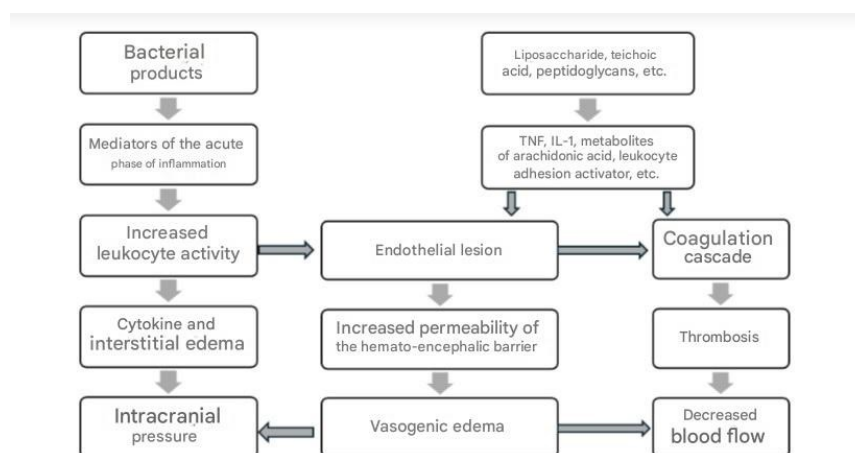 Bacterial
products
Liposaccharide, teichoic
acid, peptidoglycans, etc.
Mediators of the acute
phase of inflammation
TNF, IL-1, metabolites
of arachidonic acid, leukocyte
adhesion activator, etc.
Increased
leukocyte activity
Endothelial lesion
Coagulation
cascade
Cytokine and
interstitial edema
Increased permeability of
the hemato-encephalic barrier
Thrombosis
Intracranial
pressure
Vasogenic edema
Decreased
blood flow